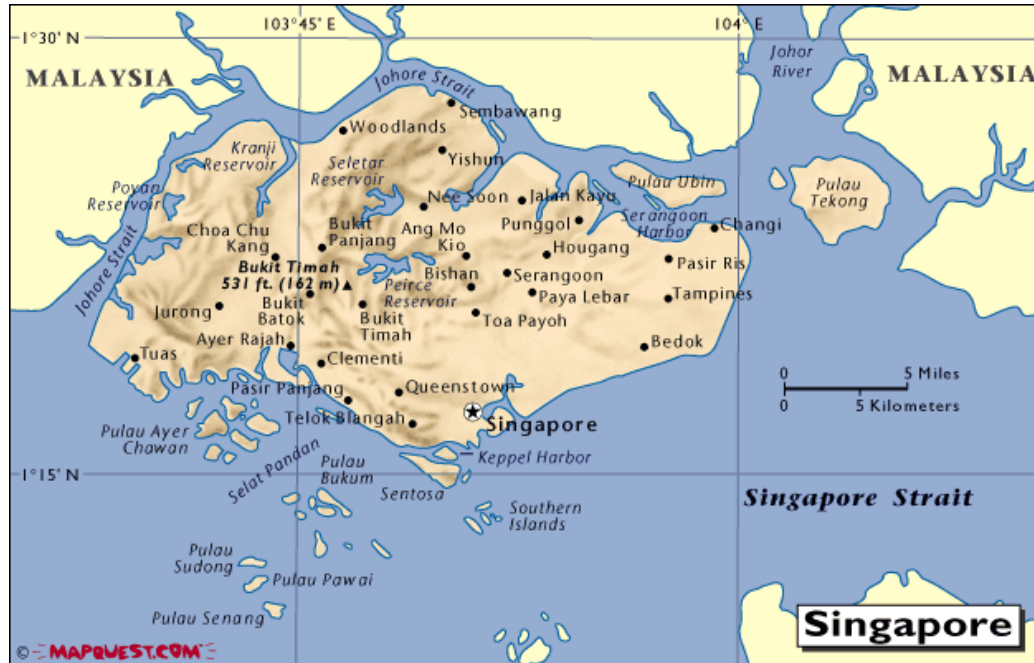 103°45' E
104° E
1°30' N
MALAYSIA
Johore Strait
Johor
River
MALAYSIA
Sembawang
Woodlands
Kranji
Reservoir
Seletar
Reservoir
Yishun
Poyan
Reservoir
Nee Soon
Jalan Kayu
Pulau Ubin
Pulau
Tekong
Choa Chu
Kang
Bukit
Panjang
Ang Mo
Kio
Punggol
Serangoon
Harbor
Changi
Johore Strait
Hougang
Bukit Timah
531 ft. (162 m)
Bishan
Serangoon
Pasir Ris
Peirce
Reservoir
Jurong
Bukit
Batok
Bukit
Timah
Paya Lebar
Tampines
Toa Payoh
Ayer Rajah
Bedok
Tuas
Clementi
Pasir Panjang
Queenstown
0 5 Miles
0 5 Kilometers
Telok Blangah
Singapore
Pulau Ayer
Chawan
Keppel Harbor
Selat Pandan
Pulau
Bukum
1°15' N
Sentosa
Singapore Strait
Southern
Islands
Pulau
Sudong
Pulau Pawai
Pulau Senang
Singapore
© MAPQUEST.COM™